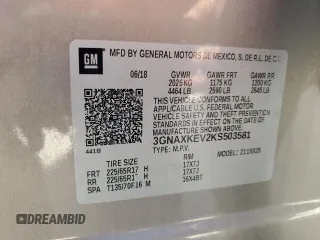 GM
MFD BY GENERAL MOTORS DE MEXICO, S. DE R.L. DE C.V.
06/18 GVWR GAWR FRT GAWR RR
2025 KG 1175 KG 1200 KG
4464 LB 2590 LB 2645 LB
THIS VEHICLE CONFORMS TO ALL
APPLICABLE U.S. FEDERAL MOTOR
VEHICLE SAFETY, BUMPER, AND THEFT
PREVENTION STANDARDS IN EFFECT ON
THE DATE OF MANUFACTURE SHOWN ABOVE.
3GNAXKEV2KS503581
TYPE: M.P.V. MODEL:
441B
TIRE SIZE RIM
FRT 225/65R17 H 17X7J
RR 225/65R17 H 17X7J
SPA T135/70F16 M 16X4BT
DREAMBID